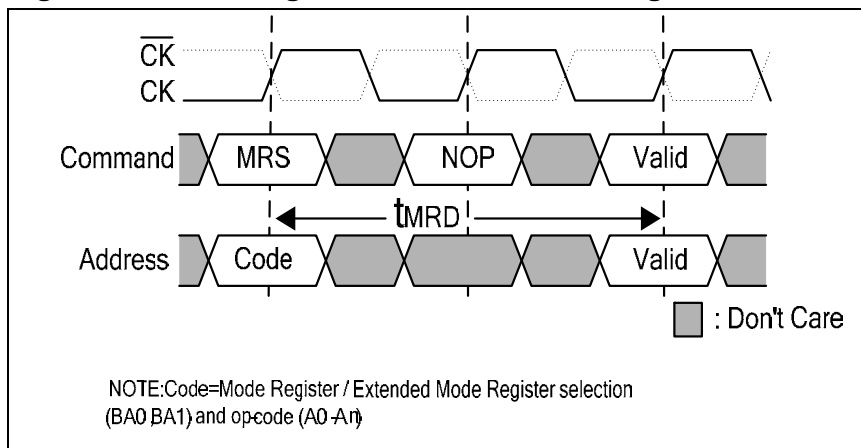 CK
CK
Command MRS NOP Valid
tMRD
Address Code Valid
: Don't Care
NOTE:Code=Mode Register / Extended Mode Register selection
(BA0,BA1) and op-code (A0-An)